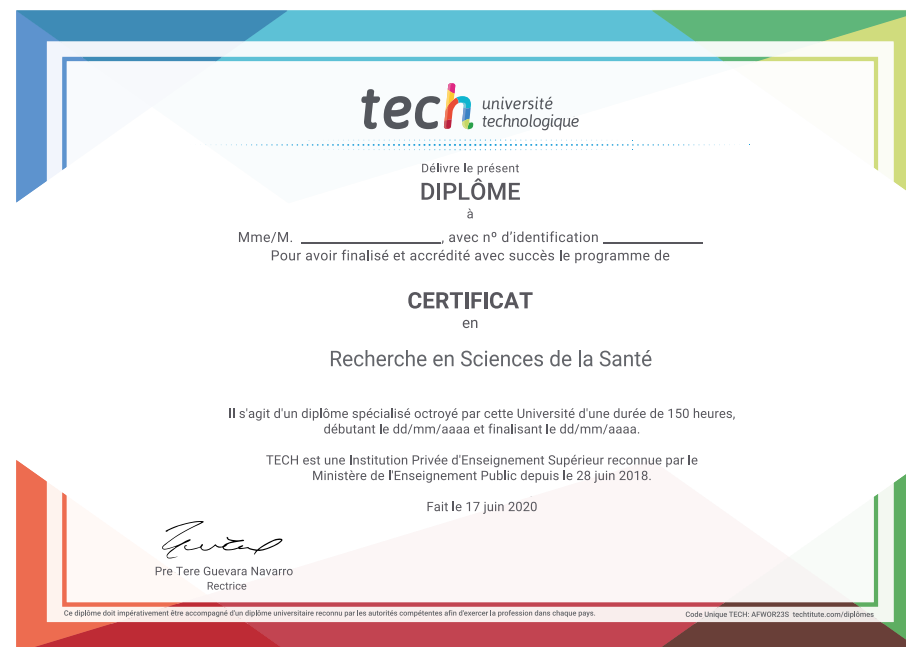 tech université
technologique
Délivre le présent
DIPLÔME
à
Mme/M. ____________________, avec nº d'identification ______________
Pour avoir finalisé et accrédité avec succès le programme de
CERTIFICAT
en
Recherche en Sciences de la Santé
Il s'agit d'un diplôme spécialisé octroyé par cette Université d'une durée de 150 heures,
débutant le dd/mm/aaaa et finalisant le dd/mm/aaaa.
TECH est une Institution Privée d'Enseignement Supérieur reconnue par le
Ministère de l'Enseignement Public depuis le 28 juin 2018.
Fait le 17 juin 2020
Pre Tere Guevara Navarro
Rectrice
Ce diplôme doit impérativement être accompagné d'un diplôme universitaire reconnu par les autorités compétentes afin d'exercer la profession dans chaque pays.
Code Unique TECH: AFWOR23S techtitute.com/diplômes